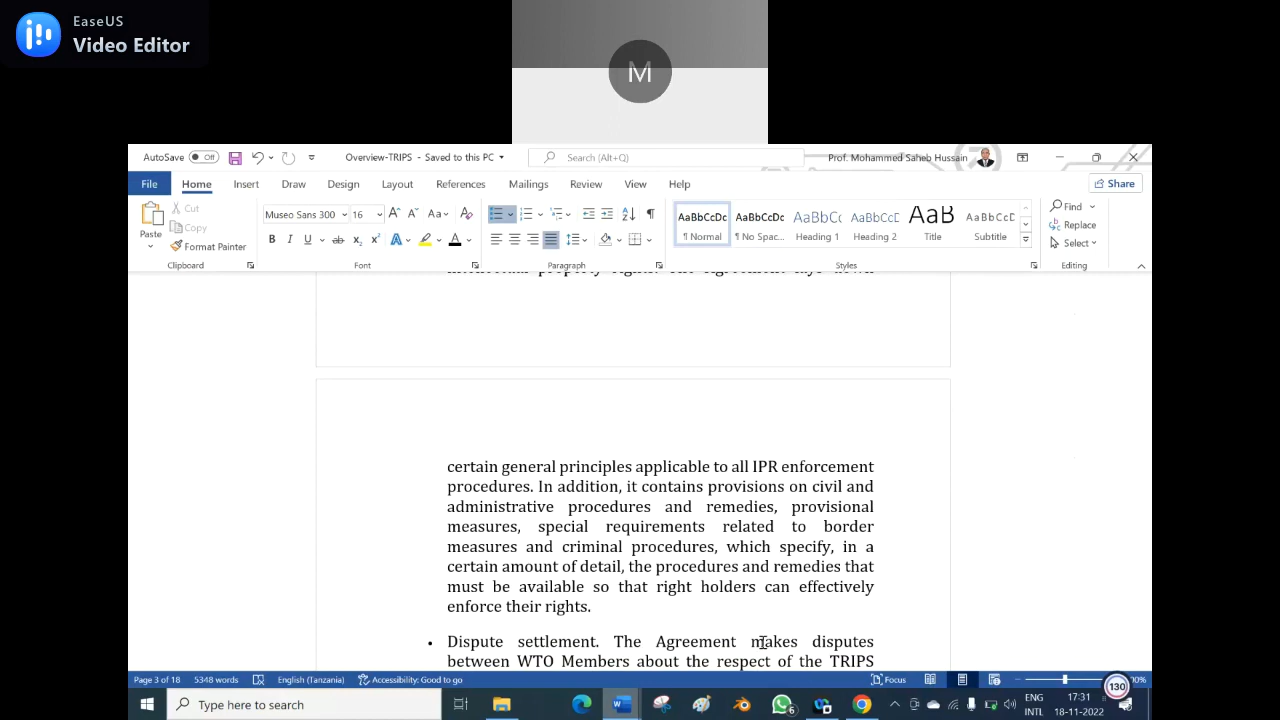 EaseUS
Video Editor
M
AutoSave Off
Overview-TRIPS - Saved to this PC
Search (Alt+Q)
Prof. Mohammed Saheb Hussain
File Home Insert Draw Design Layout References Mailings Review View Help
Share
Paste
Cut
Copy
Format Painter
Clipboard
Museo Sans 300 16
Font
Paragraph
AaBbCcDc AaBbCcDc AaBbCc AaBbCcD AaB AaBbCcD
¶ Normal ¶ No Spac... Heading 1 Heading 2 Title Subtitle
Styles
Find
Replace
Select
Editing
certain general principles applicable to all IPR enforcement
procedures. In addition, it contains provisions on civil and
administrative procedures and remedies, provisional
measures, special requirements related to border
measures and criminal procedures, which specify, in a
certain amount of detail, the procedures and remedies that
must be available so that right holders can effectively
enforce their rights.
• Dispute settlement. The Agreement makes disputes
between WTO Members about the respect of the TRIPS
Page 3 of 18 5348 words English (Tanzania) Accessibility: Good to go Focus
130
Type here to search
6
ENG
INTL
17:31
18-11-2022